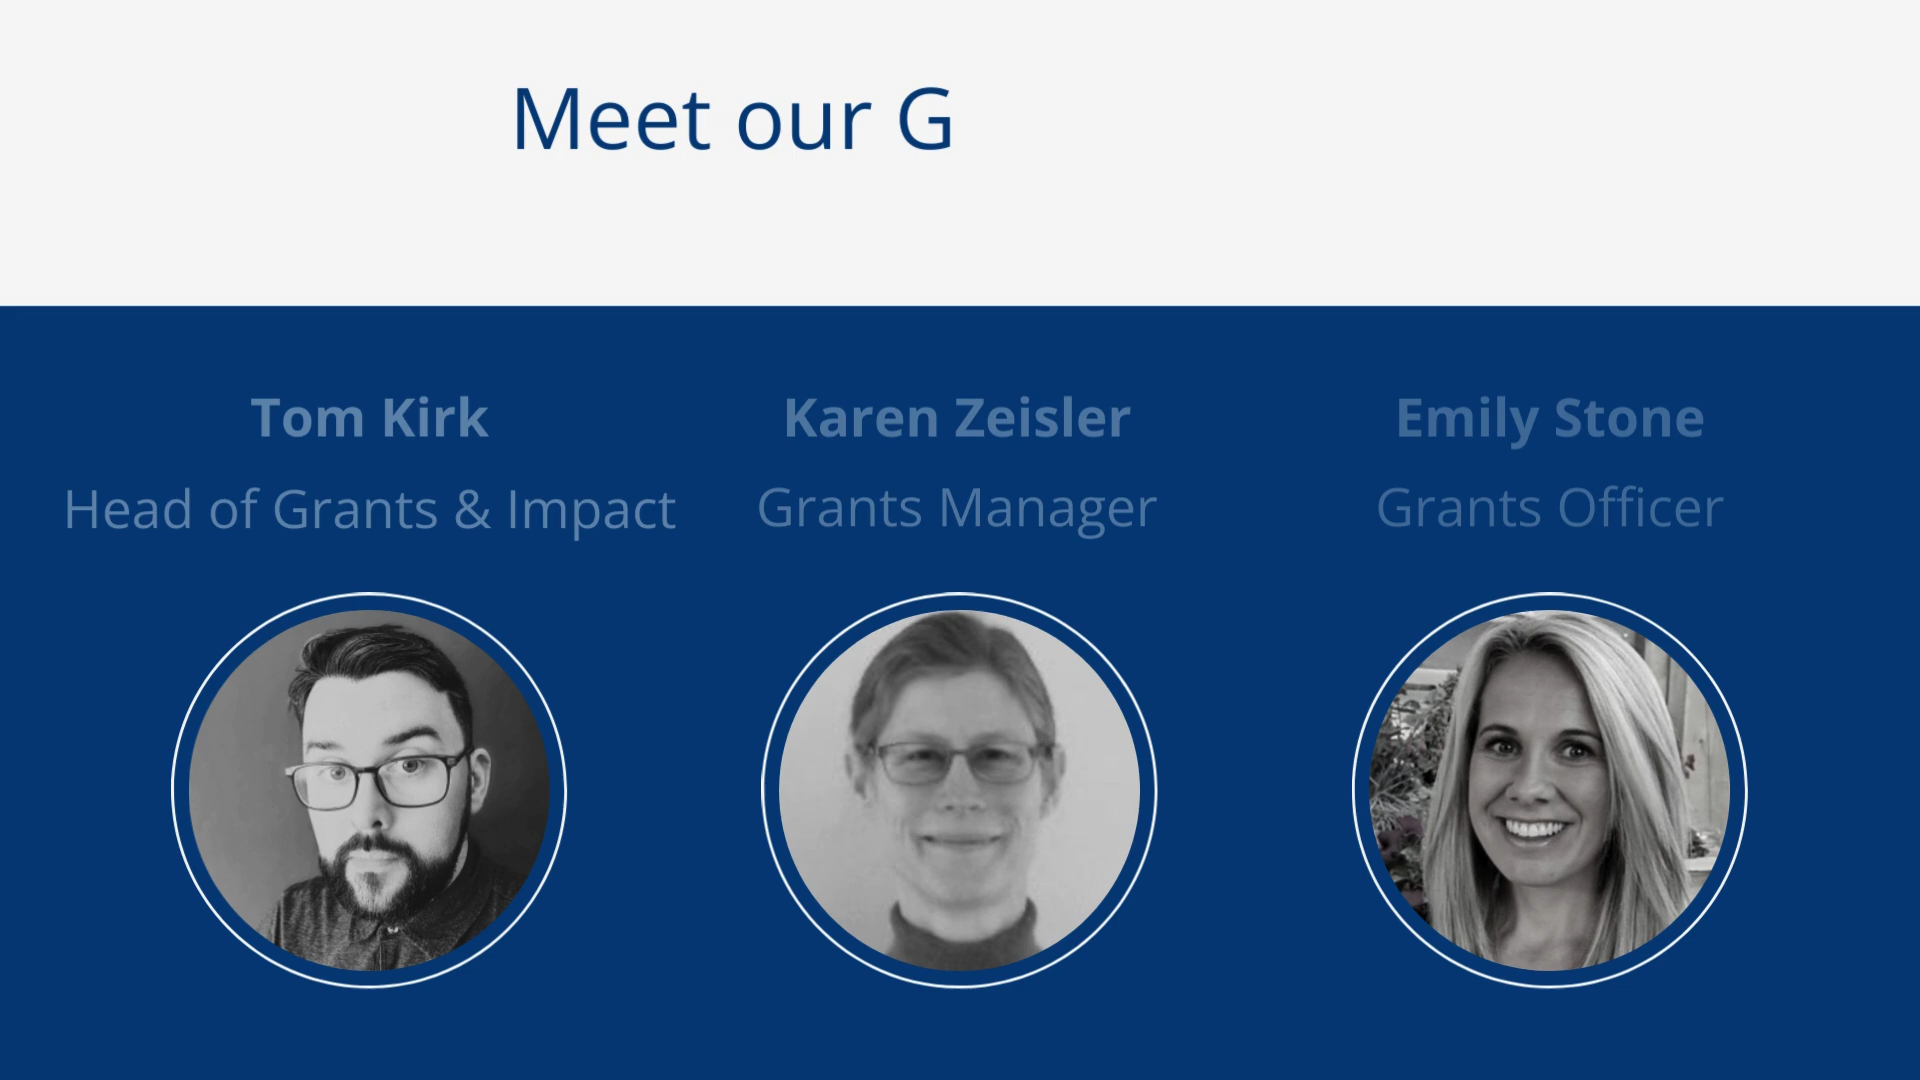 Meet our G
Tom Kirk
Head of Grants & Impact
Karen Zeisler
Grants Manager
Emily Stone
Grants Officer